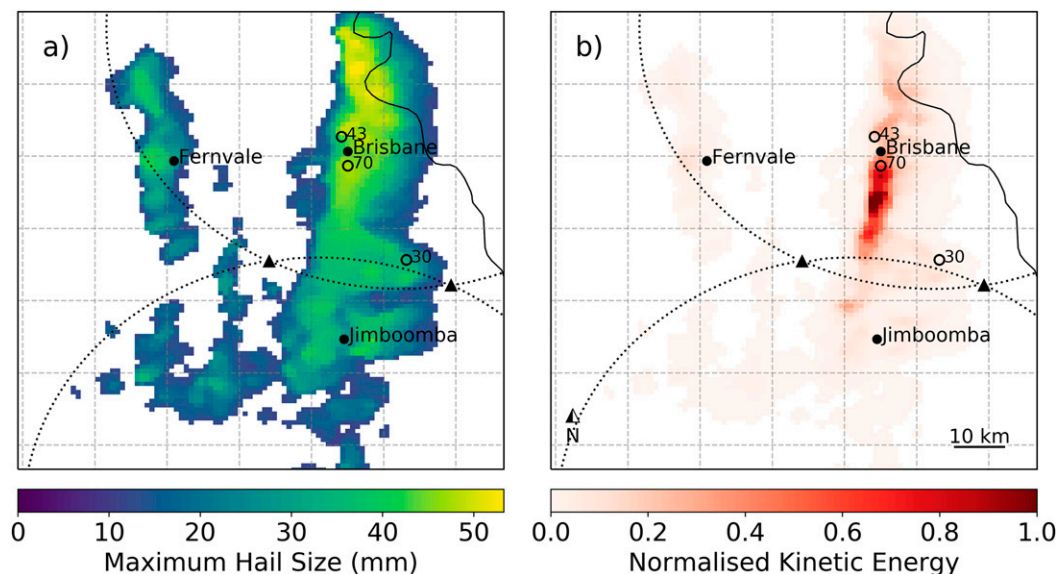 a)
43
Brisbane
Fernvale
70
30
Jimboomba
0 10 20 30 40 50
Maximum Hail Size (mm)
b)
43
Brisbane
Fernvale
70
30
Jimboomba
N
10 km
0.0 0.2 0.4 0.6 0.8 1.0
Normalised Kinetic Energy